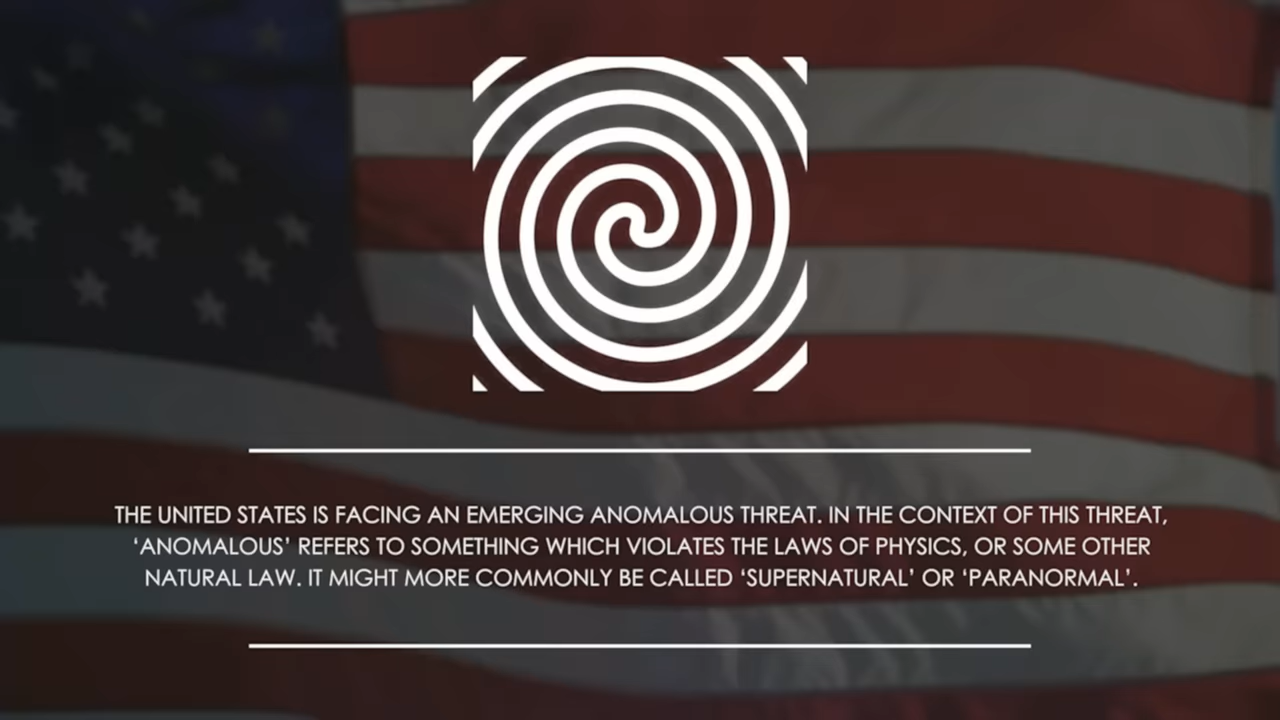 THE UNITED STATES IS FACING AN EMERGING ANOMALOUS THREAT. IN THE CONTEXT OF THIS THREAT,
‘ANOMALOUS’ REFERS TO SOMETHING WHICH VIOLATES THE LAWS OF PHYSICS, OR SOME OTHER
NATURAL LAW. IT MIGHT MORE COMMONLY BE CALLED ‘SUPERNATURAL’ OR ‘PARANORMAL’.